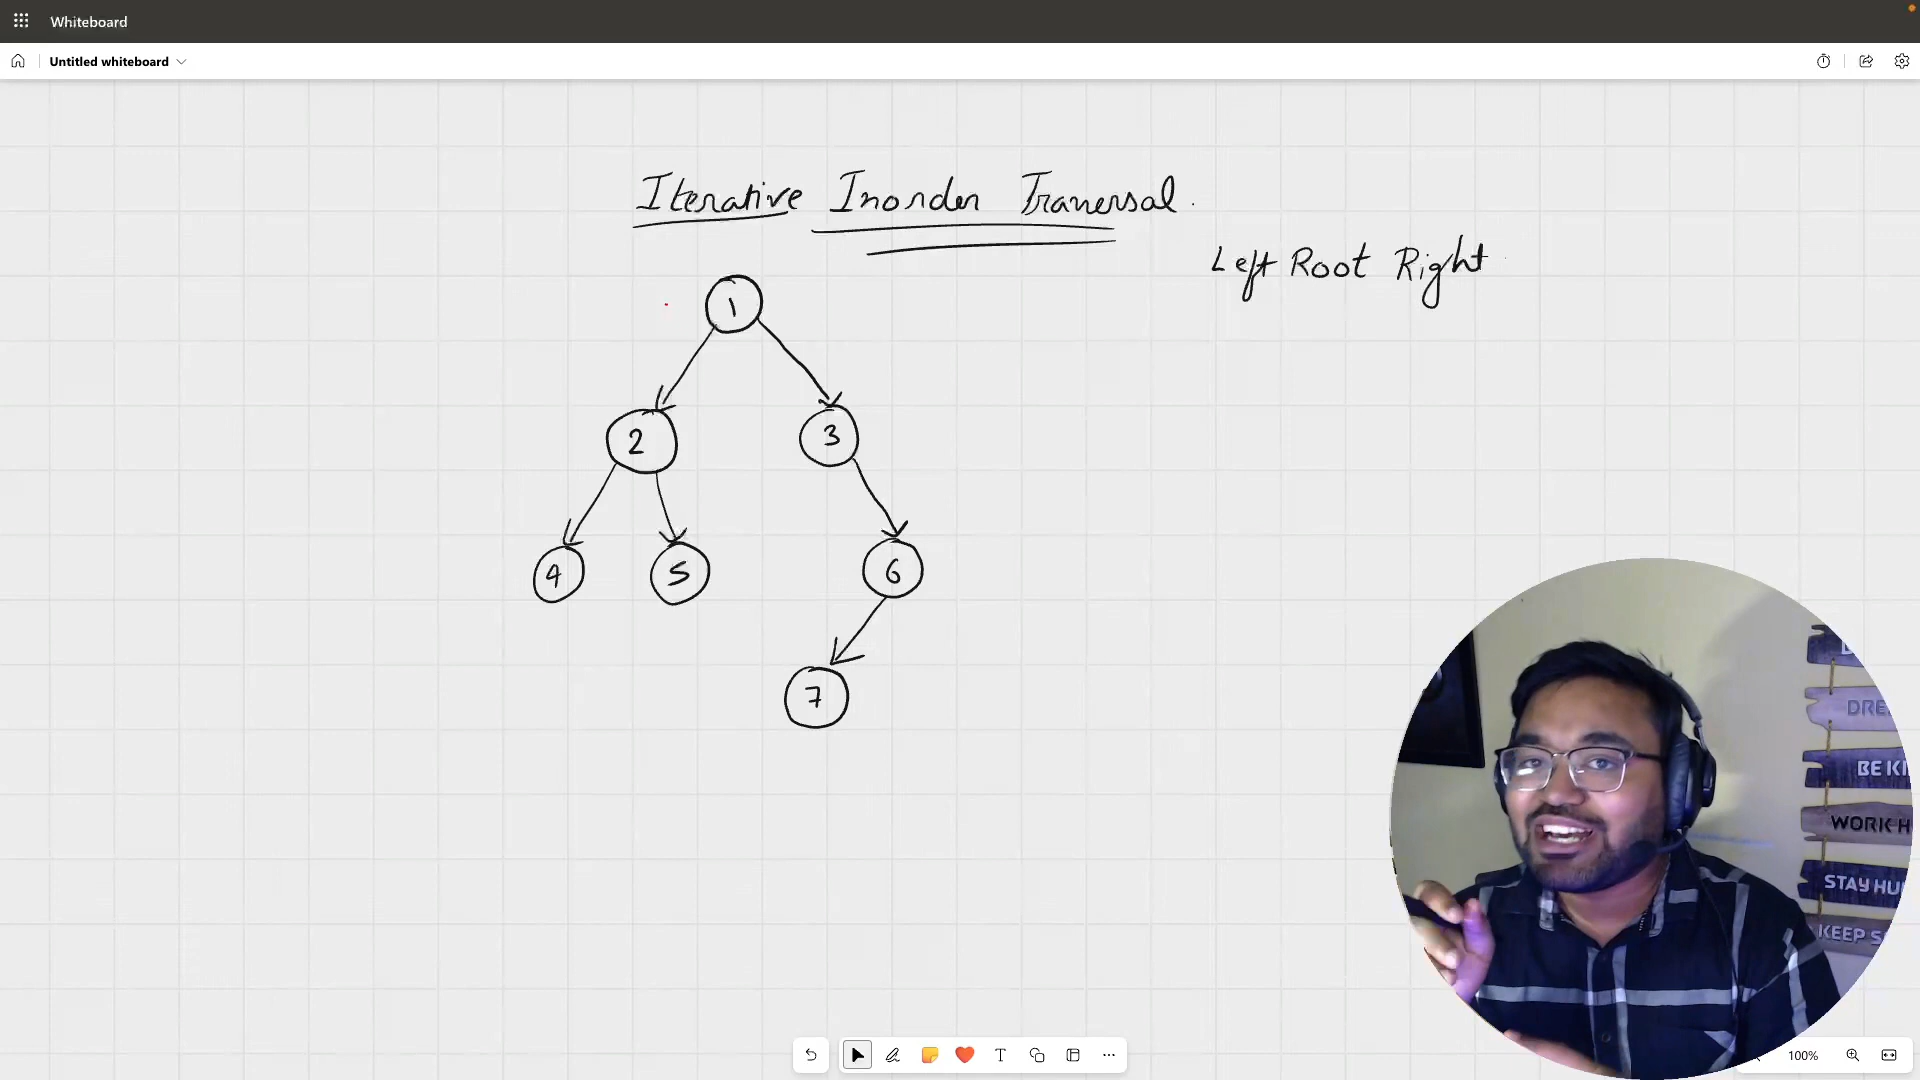 Whiteboard
Untitled whiteboard
Iterative Inorder Traversal.
Left Root Right
1
2 3
4 5 6
7
DRE
BE KI
WORK H
STAY HU
KEEP S
T
100%